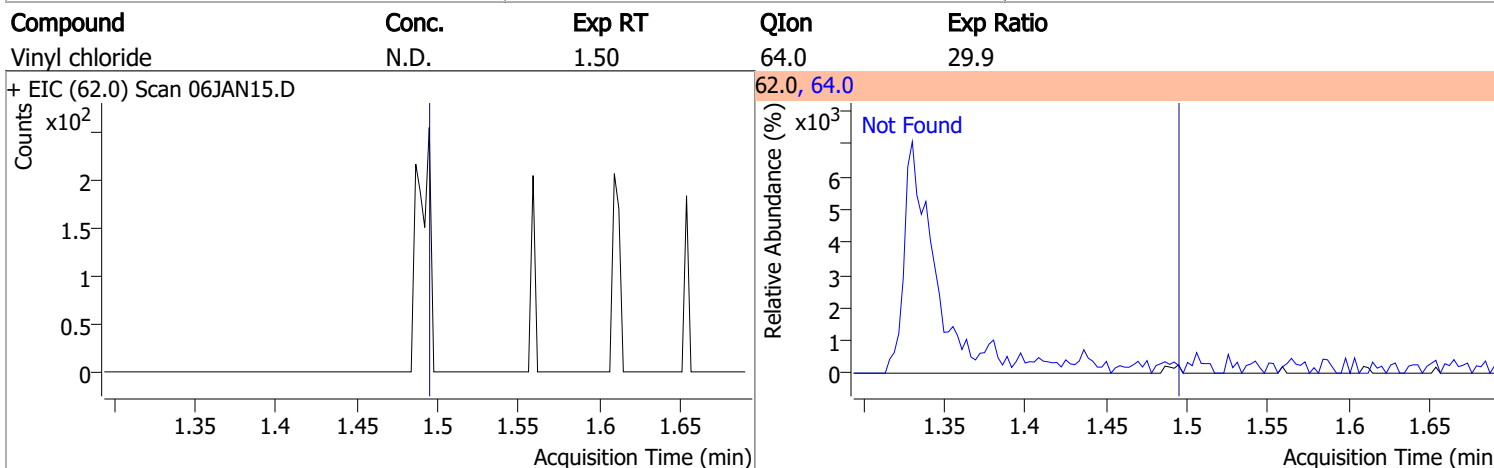 Compound Conc. Exp RT QIon Exp Ratio
Vinyl chloride N.D. 1.50 64.0 29.9
+ EIC (62.0) Scan 06JAN15.D
Counts
x10²
2
1.5
1
0.5
0
1.35 1.4 1.45 1.5 1.55 1.6 1.65
Acquisition Time (min)
62.0, 64.0
Relative Abundance (%)
x10³
Not Found
6
5
4
3
2
1
0
1.35 1.4 1.45 1.5 1.55 1.6 1.65
Acquisition Time (min)